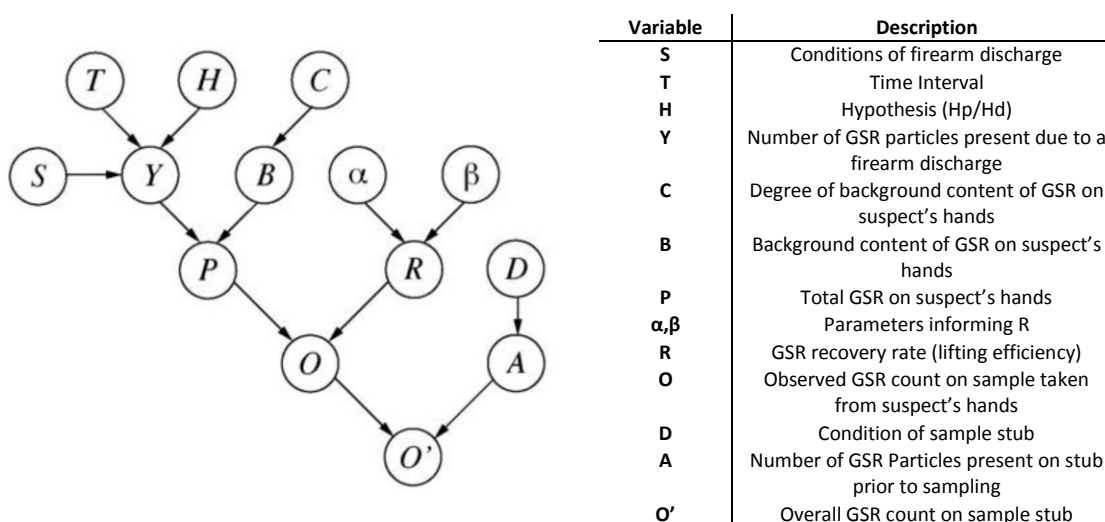 T H C
S Y B α β
P R D
O A
O'
Variable Description
S Conditions of firearm discharge
T Time Interval
H Hypothesis (Hp/Hd)
Y Number of GSR particles present due to a
firearm discharge
C Degree of background content of GSR on
suspect's hands
B Background content of GSR on suspect's
hands
P Total GSR on suspect's hands
α,β Parameters informing R
R GSR recovery rate (lifting efficiency)
O Observed GSR count on sample taken
from suspect's hands
D Condition of sample stub
A Number of GSR Particles present on stub
prior to sampling
O' Overall GSR count on sample stub